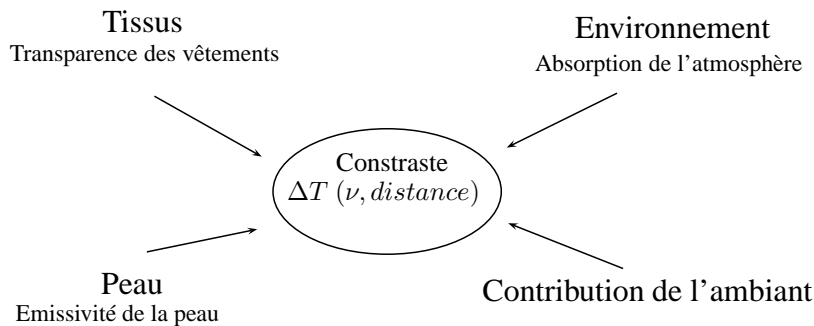 Tissus
Transparence des vêtements
Environnement
Absorption de l'atmosphère
Constraste
ΔT (ν, distance)
Peau
Emissivité de la peau
Contribution de l'ambiant